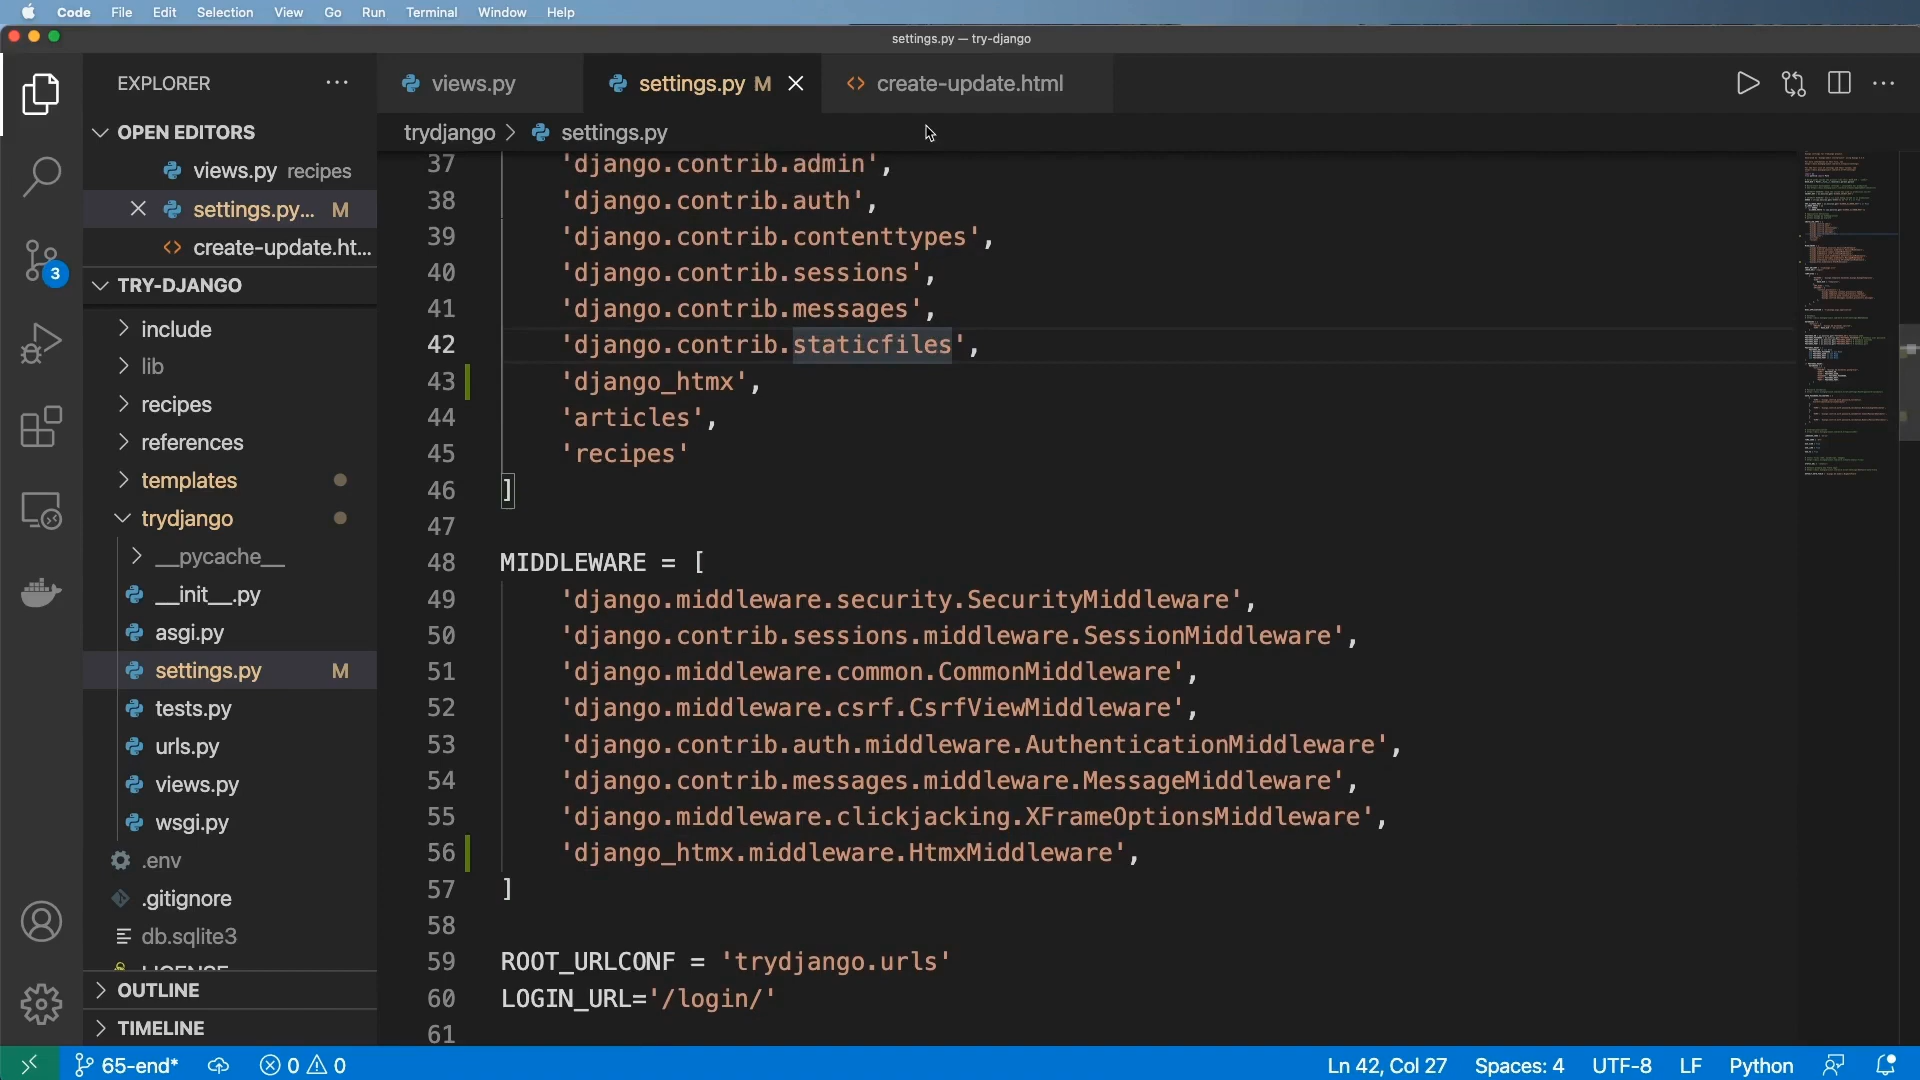 Code File Edit Selection View Go Run Terminal Window Help
settings.py — try-django
EXPLORER
OPEN EDITORS
views.py recipes
settings.py... M
create-update.ht...
TRY-DJANGO
include
lib
recipes
references
templates
trydjango
__pycache__
__init__.py
asgi.py
settings.py M
tests.py
urls.py
views.py
wsgi.py
.env
.gitignore
db.sqlite3
LICENSE
OUTLINE
TIMELINE
3
views.py settings.py M create-update.html
trydjango > settings.py
37 'django.contrib.admin',
38 'django.contrib.auth',
39 'django.contrib.contenttypes',
40 'django.contrib.sessions',
41 'django.contrib.messages',
42 'django.contrib.staticfiles',
43 'django_htmx',
44 'articles',
45 'recipes'
46 ]
47
48 MIDDLEWARE = [
49 'django.middleware.security.SecurityMiddleware',
50 'django.contrib.sessions.middleware.SessionMiddleware',
51 'django.middleware.common.CommonMiddleware',
52 'django.middleware.csrf.CsrfViewMiddleware',
53 'django.contrib.auth.middleware.AuthenticationMiddleware',
54 'django.contrib.messages.middleware.MessageMiddleware',
55 'django.middleware.clickjacking.XFrameOptionsMiddleware',
56 'django_htmx.middleware.HtmxMiddleware',
57 ]
58
59 ROOT_URLCONF = 'trydjango.urls'
60 LOGIN_URL='/login/'
61
65-end* 0 0 Ln 42, Col 27 Spaces: 4 UTF-8 LF Python